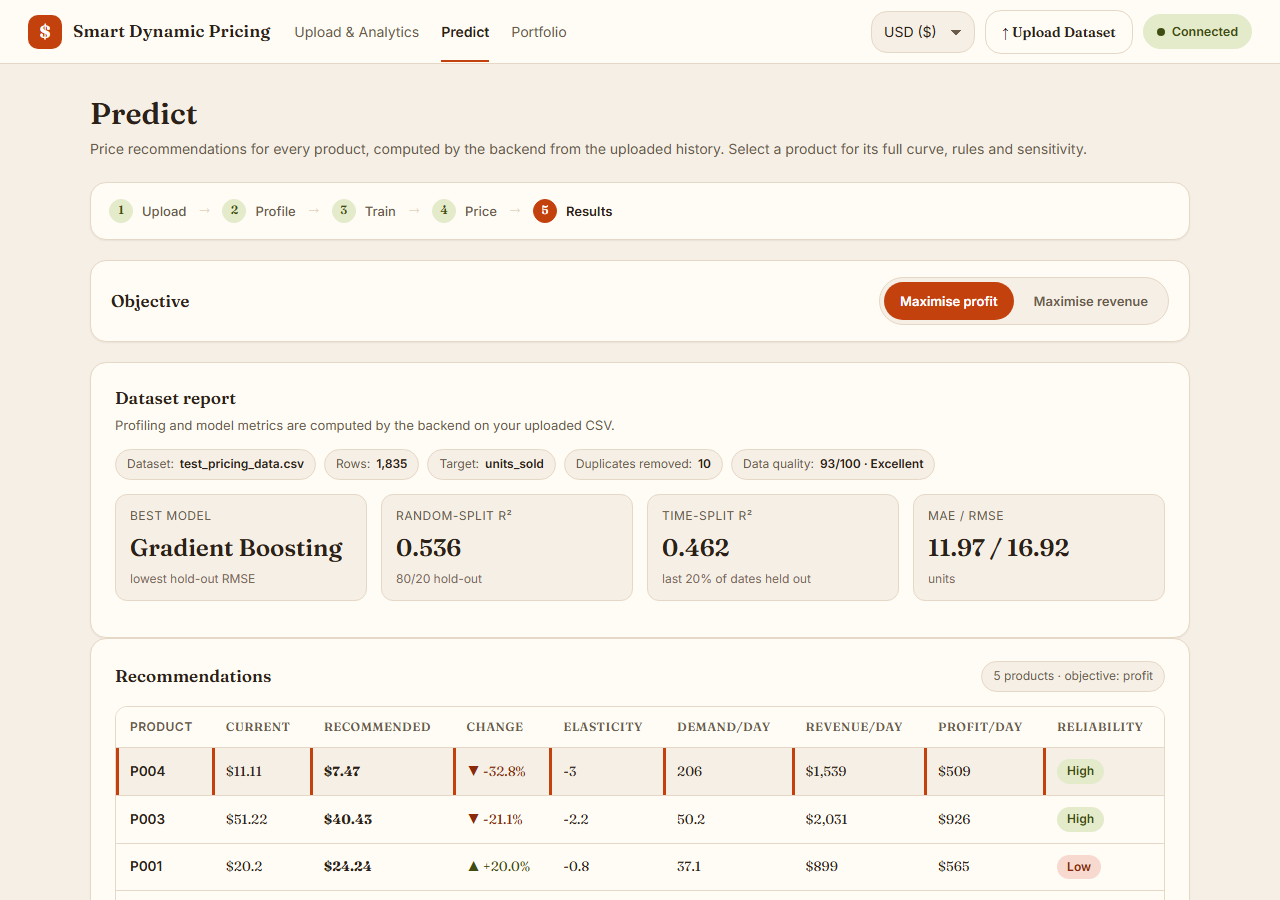 $ Smart Dynamic Pricing Upload & Analytics Predict Portfolio USD ($) ↑ Upload Dataset Connected
Predict
Price recommendations for every product, computed by the backend from the uploaded history. Select a product for its full curve, rules and sensitivity.
1 Upload → 2 Profile → 3 Train → 4 Price → 5 Results
Objective Maximise profit Maximise revenue
Dataset report
Profiling and model metrics are computed by the backend on your uploaded CSV.
Dataset: test_pricing_data.csv Rows: 1,835 Target: units_sold Duplicates removed: 10 Data quality: 93/100 · Excellent
BEST MODEL RANDOM-SPLIT R² TIME-SPLIT R² MAE / RMSE
Gradient Boosting 0.536 0.462 11.97 / 16.92
lowest hold-out RMSE 80/20 hold-out last 20% of dates held out units
Recommendations 5 products · objective: profit
PRODUCT CURRENT RECOMMENDED CHANGE ELASTICITY DEMAND/DAY REVENUE/DAY PROFIT/DAY RELIABILITY
P004 $11.11 $7.47 ▼ -32.8% -3 206 $1,539 $509 High
P003 $51.22 $40.43 ▼ -21.1% -2.2 50.2 $2,031 $926 High
P001 $20.2 $24.24 ▲ +20.0% -0.8 37.1 $899 $565 Low